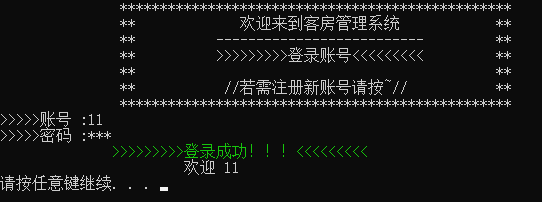 *************************************************
** 欢迎来到客房管理系统 **
** -------------------------- **
** >>>>>>>>>登录账号<<<<<<<<< **
** **
** //若需注册新账号请按~// **
*************************************************
>>>>>账号 :11
>>>>>密码 :***
>>>>>>>>>登录成功!!!<<<<<<<<<
欢迎 11
请按任意键继续. . .